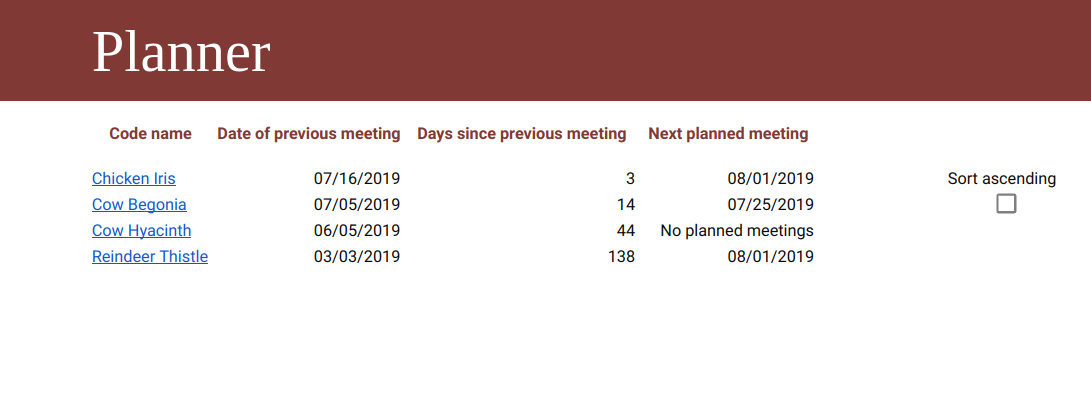 Planner
Code name Date of previous meeting Days since previous meeting Next planned meeting
Chicken Iris 07/16/2019 3 08/01/2019 Sort ascending
Cow Begonia 07/05/2019 14 07/25/2019
Cow Hyacinth 06/05/2019 44 No planned meetings
Reindeer Thistle 03/03/2019 138 08/01/2019